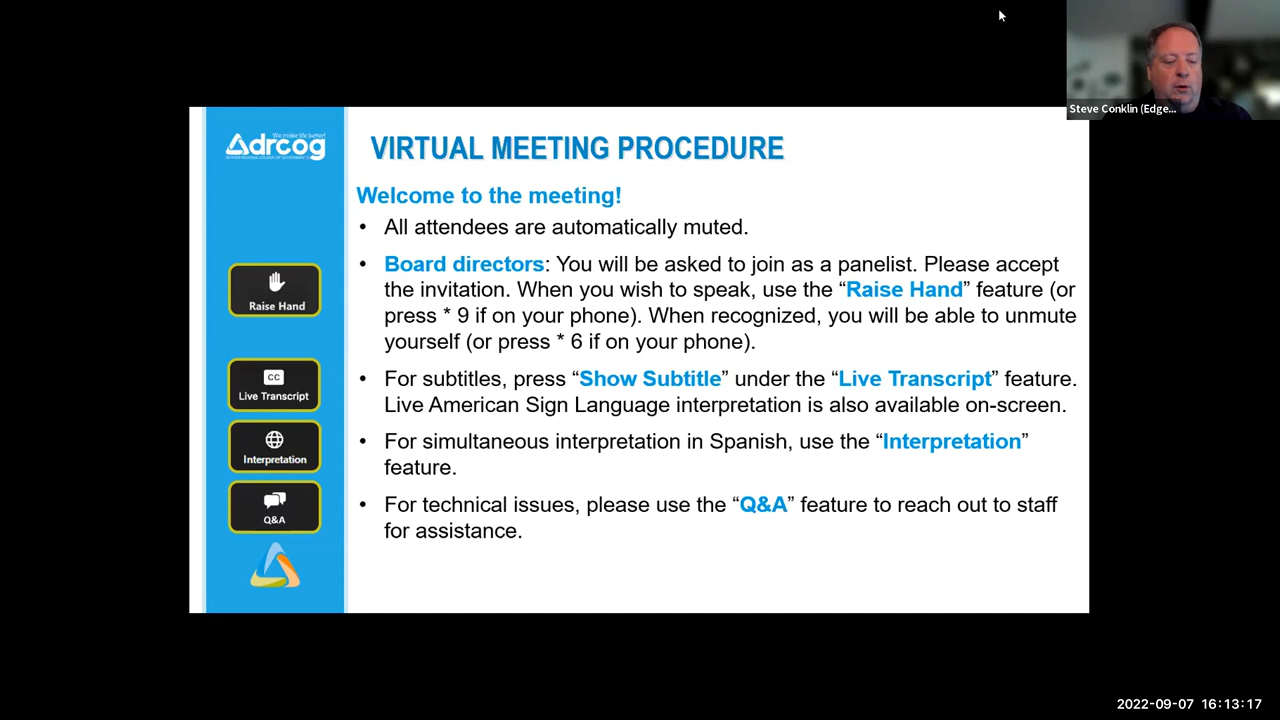 Steve Conklin (Edge...
We make life better!
drcog
VIRTUAL MEETING PROCEDURE
Welcome to the meeting!
• All attendees are automatically muted.
• Board directors: You will be asked to join as a panelist. Please accept
the invitation. When you wish to speak, use the “Raise Hand” feature (or
press * 9 if on your phone). When recognized, you will be able to unmute
yourself (or press * 6 if on your phone).
• For subtitles, press “Show Subtitle” under the “Live Transcript” feature.
Live American Sign Language interpretation is also available on-screen.
• For simultaneous interpretation in Spanish, use the “Interpretation”
feature.
• For technical issues, please use the “Q&A” feature to reach out to staff
for assistance.
Raise Hand
CC
Live Transcript
Interpretation
Q&A
2022-09-07 16:13:17